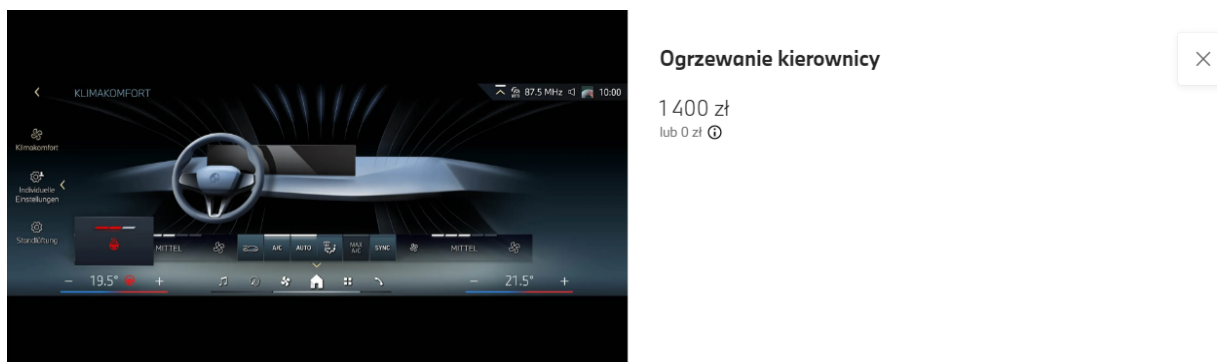 KLIMAKOMFORT
87.5 MHz
10:00
Klimakomfort
Individuelle
Einstellungen
Standlüftung
MITTEL
A/C
AUTO
MAX
A/C
SYNC
MITTEL
- 19.5° +
- 21.5° +
Ogrzewanie kierownicy
1 400 zł
lub 0 zł